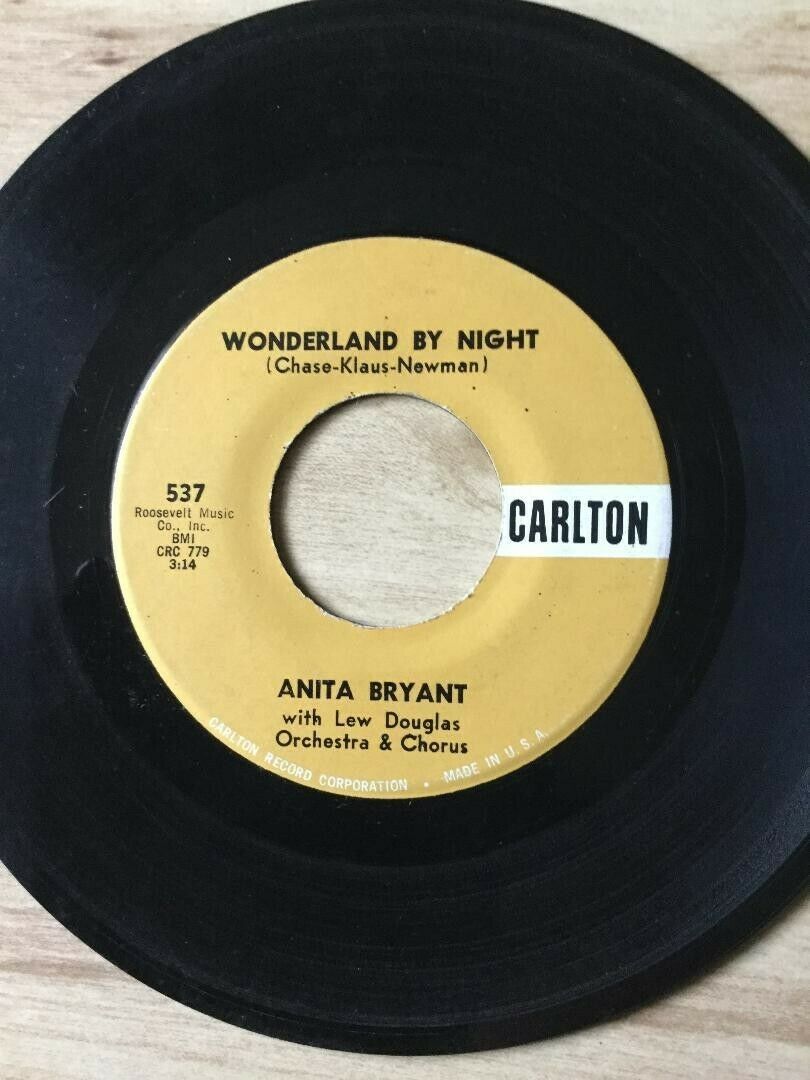 WONDERLAND BY NIGHT
(Chase-Klaus-Newman)
537
Roosevelt Music
Co., Inc.
BMI
CRC 779
3:14
CARLTON
ANITA BRYANT
with Lew Douglas
Orchestra & Chorus
CARLTON RECORD CORPORATION • MADE IN U.S.A.